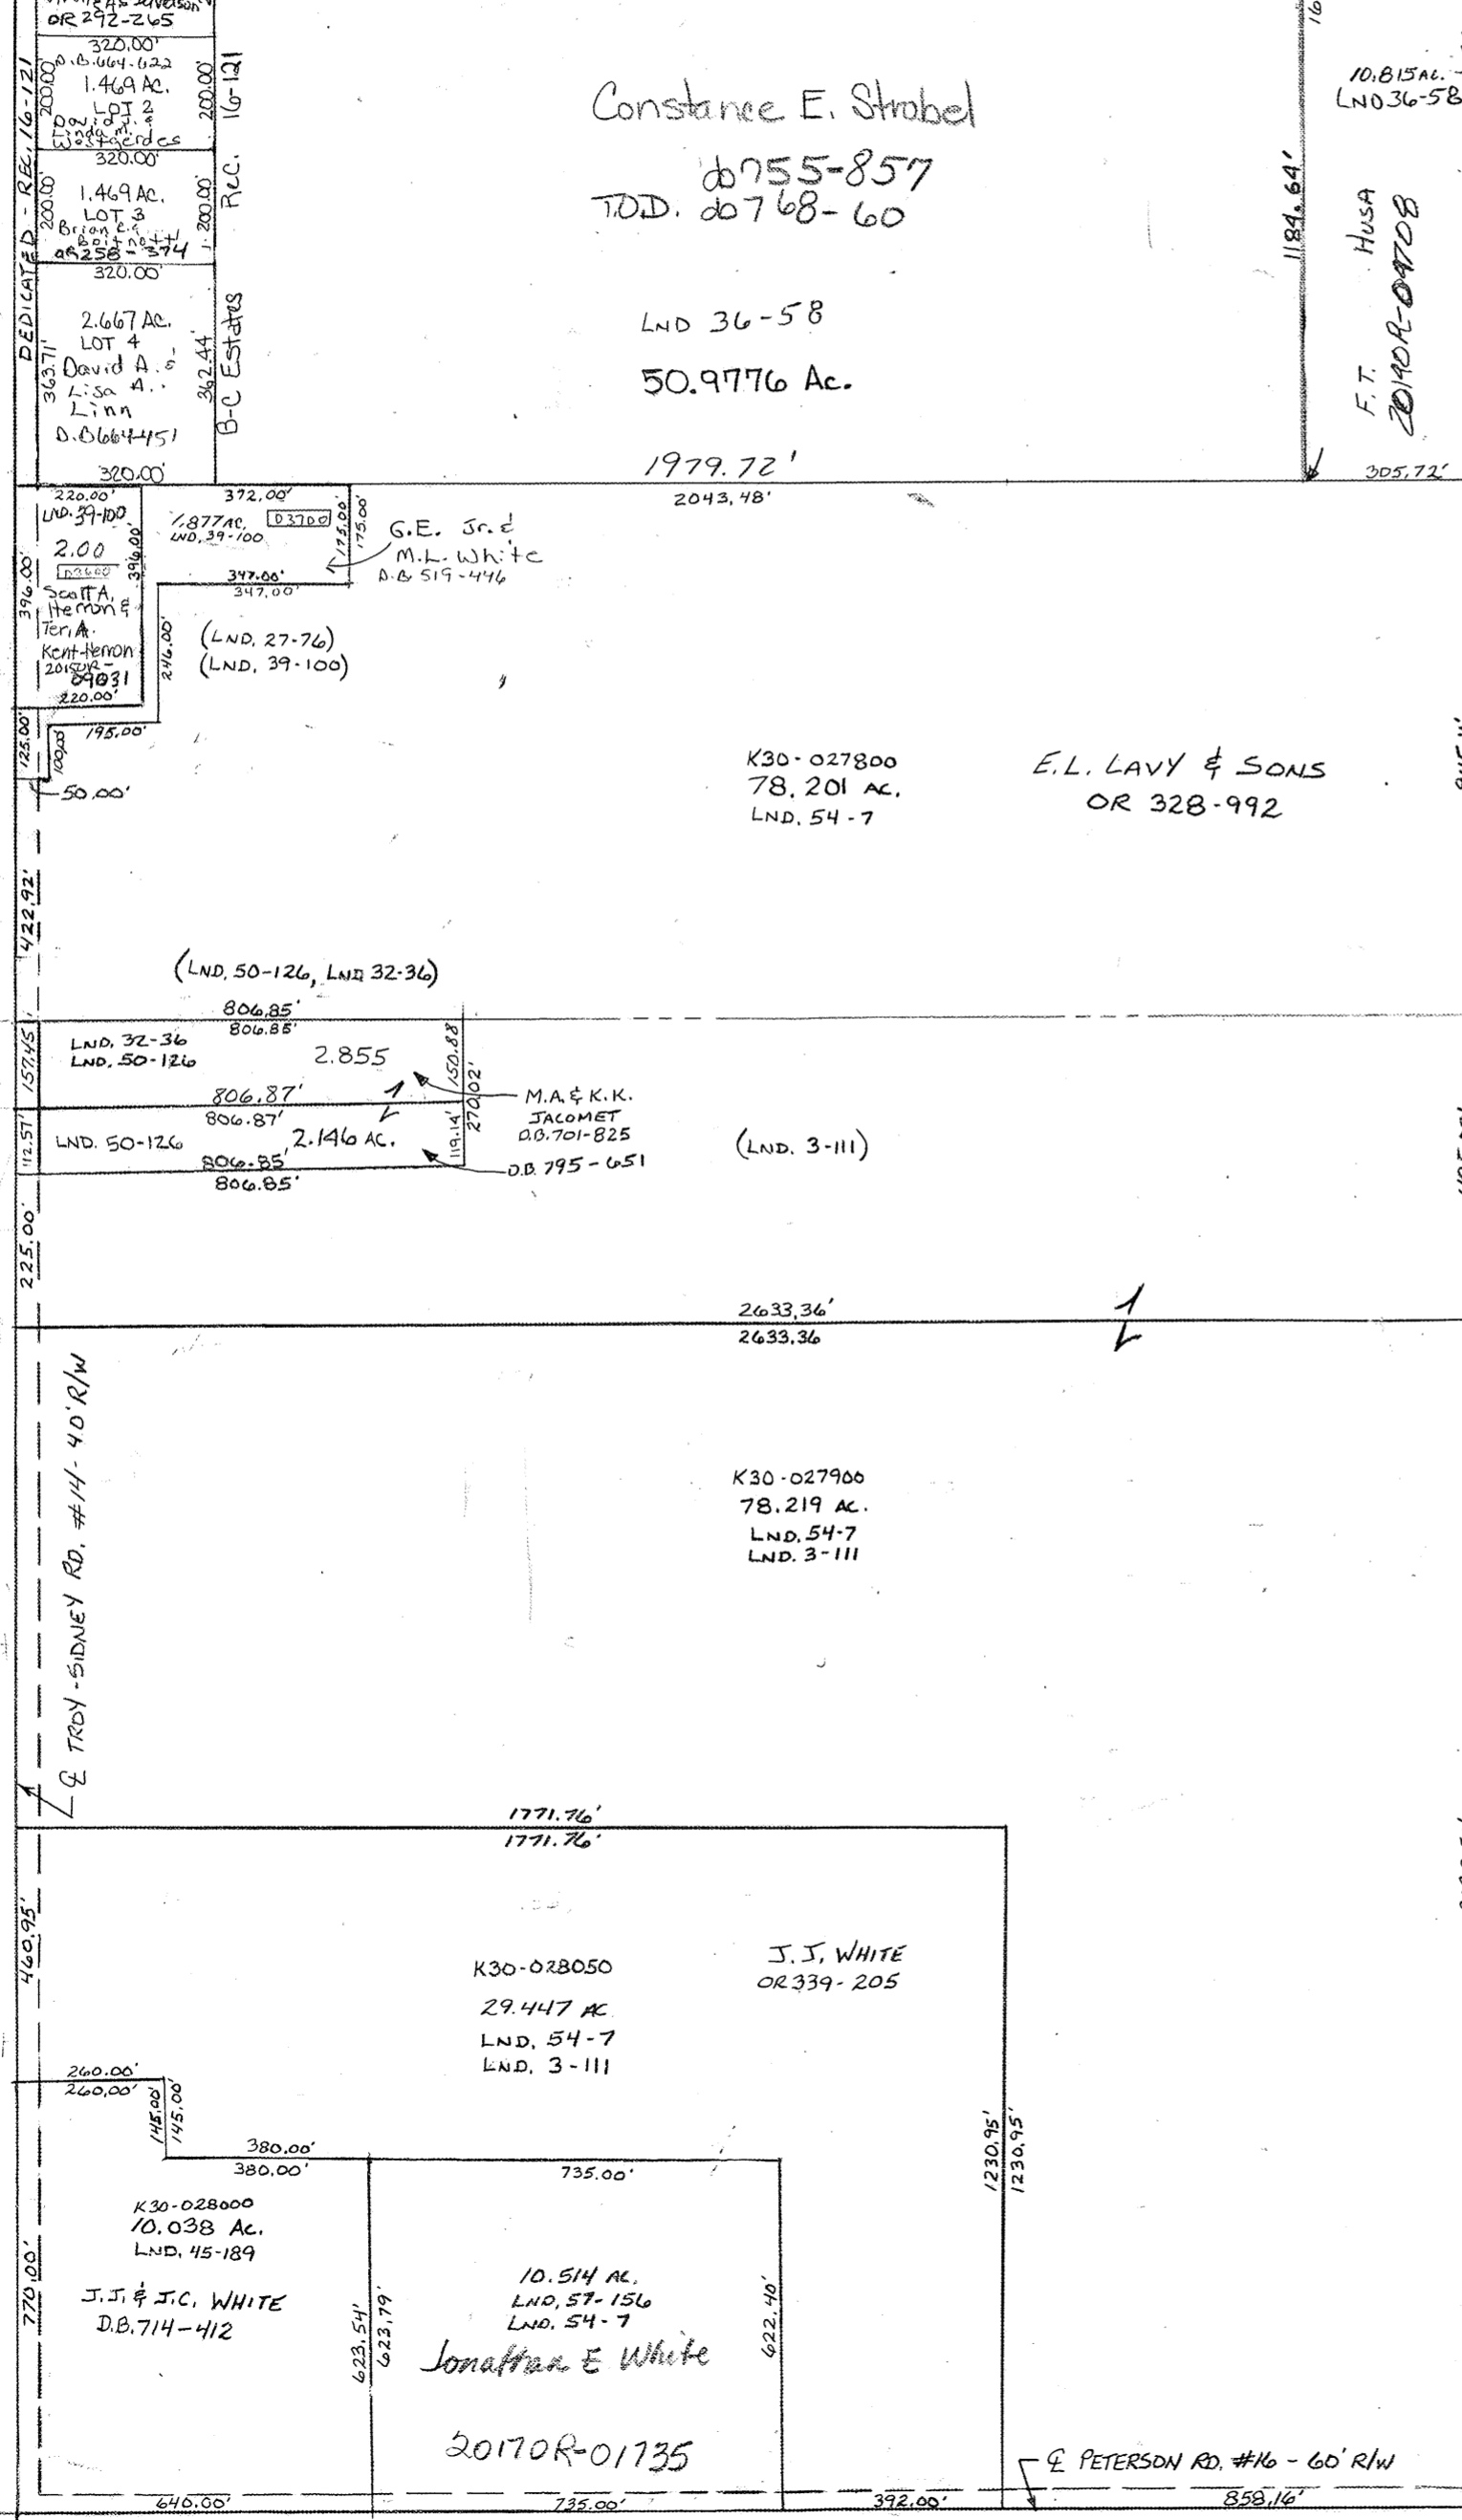 OR 292-265
320.00'
D.B. 664-622
1.469 AC.
LOT 2
David J. &
Linda M.
Westgerdes
200.00'
200.00'
320.00'
1.469 AC.
LOT 3
Brian C. &
OR 258-374
200.00'
200.00'
320.00'
2.667 AC.
LOT 4
David A. &
Lisa A.
Linn
D.B 664-451
363.71'
362.44'
320.00'
DEDICATED - REC. 16-121
B-C Estates Rec. 16-121
Constance E. Strobel
db755-857
T.O.D. db768-60
LND 36-58
50.9776 Ac.
1979.72'
2043.48'
1184.64'
16
10.815 AC.
LND 36-58
F.T. HUSA
2014OR-09708
305.72'
220.00'
LND. 39-100
2.00
D3600
Scott A.
Herron &
Teri A.
Kent-Herron
2015OR-
09031
220.00'
396.00'
396.00'
372.00'
1.877 AC.
D3700
LND. 39-100
175.00'
175.00'
347.00'
347.00'
G.E. Jr. &
M.L. White
D.B. 519-446
246.00'
(LND. 27-76)
(LND. 39-100)
195.00'
125.00'
100.00
50.00'
K30-027800
78.201 AC.
LND. 54-7
E.L. LAVY & SONS
OR 328-992
422.92'
(LND. 50-126, LND 32-36)
806.85'
806.85'
LND. 32-36
LND. 50-126
2.855
157.45'
150.88
270.02'
806.87'
806.87'
M.A. & K.K.
JACOMET
D.B. 701-825
112.57'
LND. 50-126
2.146 AC.
119.14'
806.85'
806.85'
D.B. 795-651
(LND. 3-111)
225.00'
2633.36'
2633.36
℄ TROY-SIDNEY RD. #14-40' R/W
K30-027900
78.219 AC.
LND. 54-7
LND. 3-111
1771.76'
1771.76'
460.95'
K30-028050
29.447 AC
LND. 54-7
LND. 3-111
J.J. WHITE
OR 339-205
260.00'
260.00'
145.00'
145.00'
380.00'
380.00'
735.00'
1230.95'
1230.95'
K30-028000
10.038 AC.
LND. 45-189
J.J. & J.C. WHITE
D.B. 714-412
770.00'
623.54'
623.79'
10.514 AC.
LND. 57-156
LND. 54-7
Jonathan E White
2017OR-01735
622.40'
℄ PETERSON RD. #16 - 60' R/W
640.00'
735.00'
392.00'
858.16'